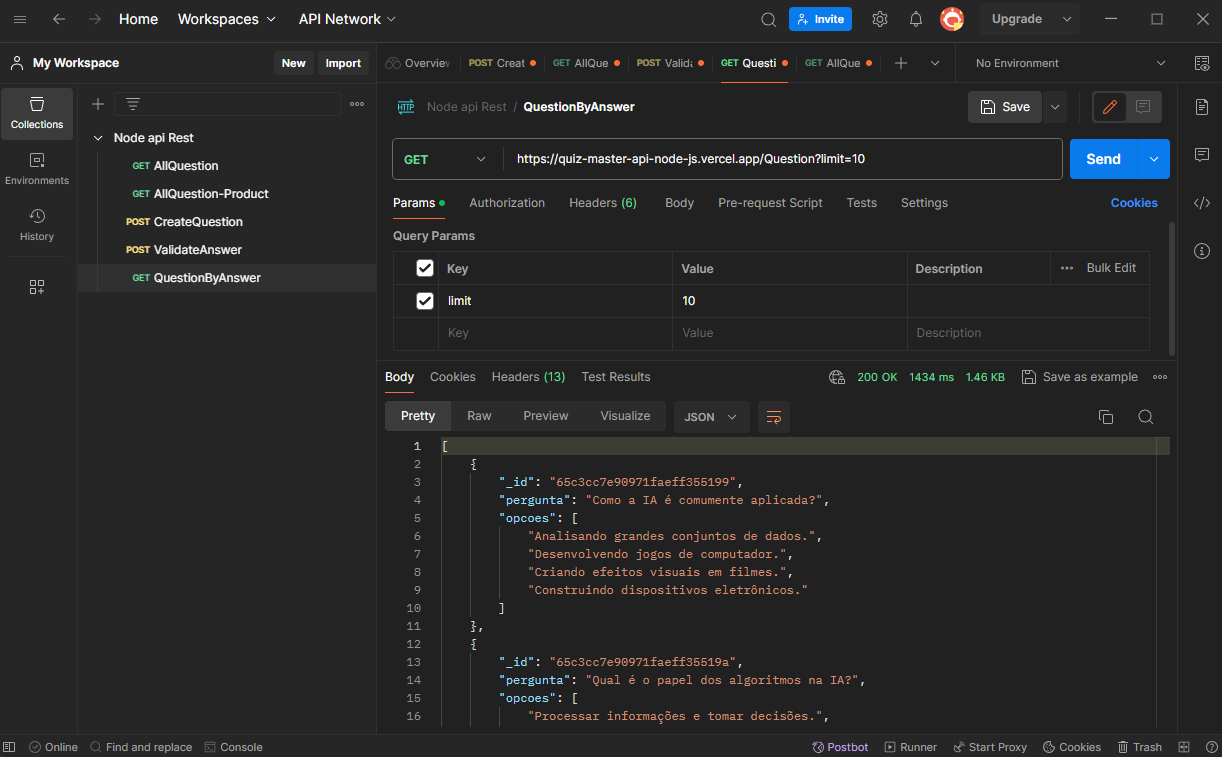 Home Workspaces API Network Invite Upgrade
My Workspace New Import Overview POST Creat GET AllQue POST Valida GET Questi GET AllQue No Environment
Collections
Environments
History
Node api Rest
GET AllQuestion
GET AllQuestion-Product
POST CreateQuestion
POST ValidateAnswer
GET QuestionByAnswer
HTTP Node api Rest / QuestionByAnswer Save
GET https://quiz-master-api-node-js.vercel.app/Question?limit=10 Send
Params Authorization Headers (6) Body Pre-request Script Tests Settings Cookies
Query Params
Key Value Description Bulk Edit
limit 10
Key Value Description
Body Cookies Headers (13) Test Results 200 OK 1434 ms 1.46 KB Save as example
Pretty Raw Preview Visualize JSON
1 [
2 {
3 "_id": "65c3cc7e90971faeff355199",
4 "pergunta": "Como a IA é comumente aplicada?",
5 "opcoes": [
6 "Analisando grandes conjuntos de dados.",
7 "Desenvolvendo jogos de computador.",
8 "Criando efeitos visuais em filmes.",
9 "Construindo dispositivos eletrônicos."
10 ]
11 },
12 {
13 "_id": "65c3cc7e90971faeff35519a",
14 "pergunta": "Qual é o papel dos algoritmos na IA?",
15 "opcoes": [
16 "Processar informações e tomar decisões.",
Online Find and replace Console Postbot Runner Start Proxy Cookies Trash